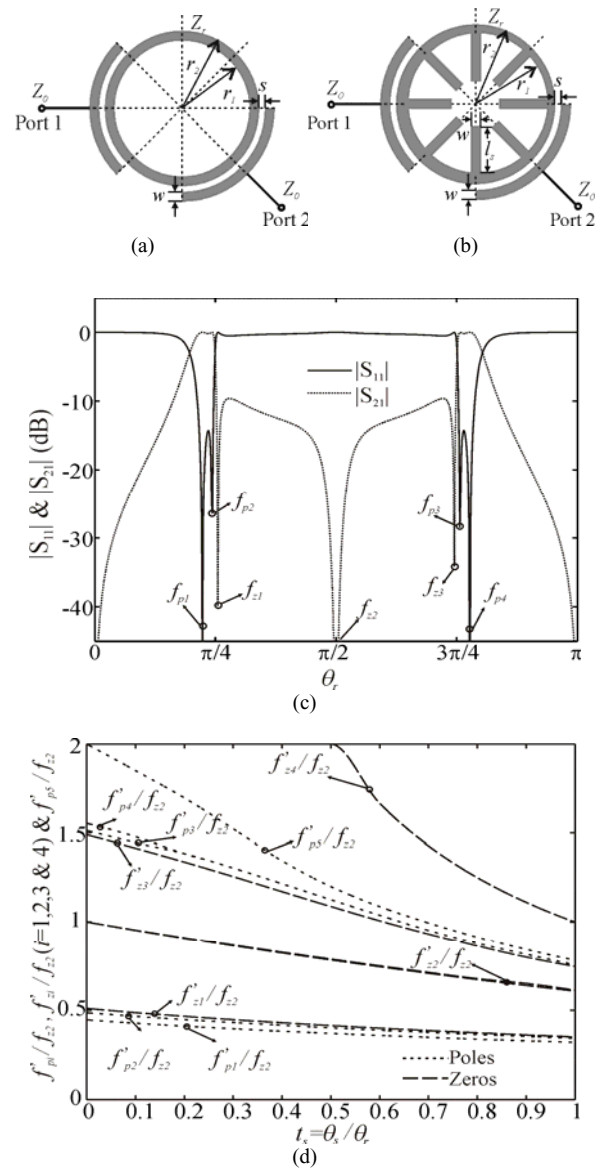 Z_r
r_2
r_1
s
Z_0
Port 1
w
Z_0
Port 2
(a)
Z_r
r_2
r_1
s
Z_0
Port 1
w
l_s
w
Z_0
Port 2
(b)
|S_11| & |S_21| (dB)
0
-10
-20
-30
-40
|S_11|
|S_21|
f_p1
f_p2
f_z1
f_z2
f_p3
f_z3
f_p4
0
π/4
π/2
3π/4
π
θ_r
(c)
f'_pi/f_z2, f'_zi/f_z2 (i=1,2,3 & 4) & f'_p5/f_z2
2
1.5
1
0.5
0
f'_z4/f_z2
f'_p4/f_z2
f'_p3/f_z2
f'_p5/f_z2
f'_z3/f_z2
f'_z2/f_z2
f'_z1/f_z2
f'_p2/f_z2
f'_p1/f_z2
Poles
Zeros
0 0.1 0.2 0.3 0.4 0.5 0.6 0.7 0.8 0.9 1
t_s=θ_s/θ_r
(d)